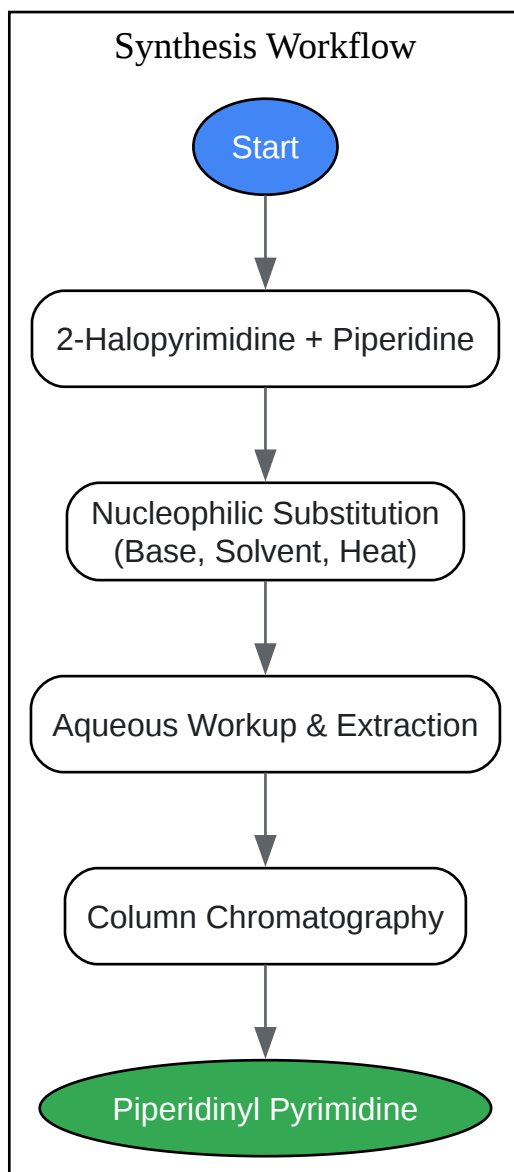 Synthesis Workflow
Start
2-Halopyrimidine + Piperidine
Nucleophilic Substitution
(Base, Solvent, Heat)
Aqueous Workup & Extraction
Column Chromatography
Piperidinyl Pyrimidine